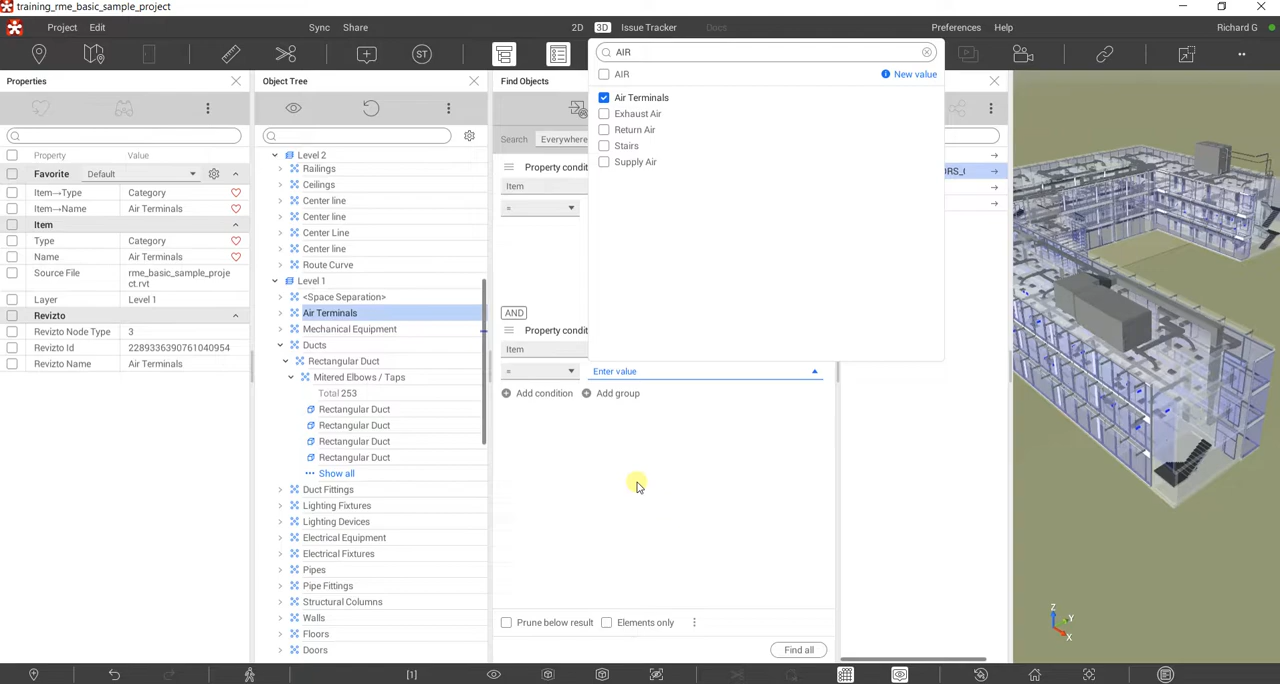 training_rme_basic_sample_project
Project Edit Sync Share 2D 3D Issue Tracker Docs Preferences Help Richard G
ST
AIR
AIR New value
Air Terminals
Exhaust Air
Return Air
Stairs
Supply Air
Properties
Property Value
Favorite Default
Item→Type Category
Item→Name Air Terminals
Item
Type Category
Name Air Terminals
Source File rme_basic_sample_proje
ct.rvt
Layer Level 1
Revizto
Revizto Node Type 3
Revizto Id 2289336390761040954
Revizto Name Air Terminals
Object Tree
Level 2
Railings
Ceilings
Center line
Center line
Center Line
Center line
Route Curve
Level 1
<Space Separation>
Air Terminals
Mechanical Equipment
Ducts
Rectangular Duct
Mitered Elbows / Taps
Total 253
Rectangular Duct
Rectangular Duct
Rectangular Duct
Rectangular Duct
••• Show all
Duct Fittings
Lighting Fixtures
Lighting Devices
Electrical Equipment
Electrical Fixtures
Pipes
Pipe Fittings
Structural Columns
Walls
Floors
Doors
Find Objects
Search Everywhere
Property condit
Item
=
AND
Property condit
Item
= Enter value
Add condition Add group
Prune below result Elements only
Find all
Z
Y
X
[1]